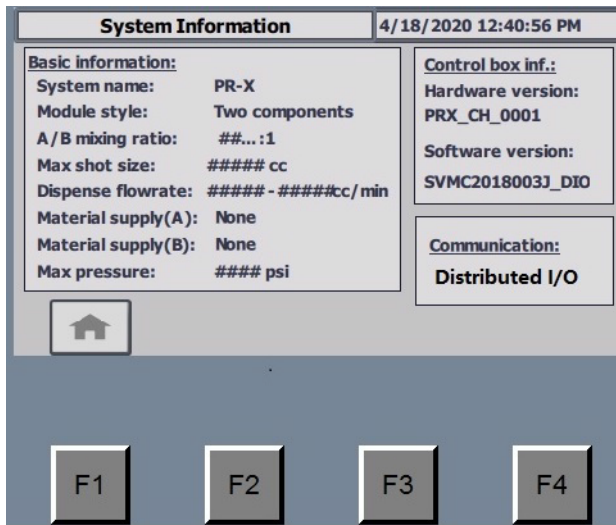 System Information
4/18/2020 12:40:56 PM
Basic information:
System name: PR-X
Module style: Two components
A/B mixing ratio: ##...:1
Max shot size: ##### cc
Dispense flowrate: ##### - #####cc/min
Material supply(A): None
Material supply(B): None
Max pressure: #### psi
Control box inf.:
Hardware version:
PRX_CH_0001
Software version:
SVMC2018003J_DIO
Communication:
Distributed I/O
F1 F2 F3 F4